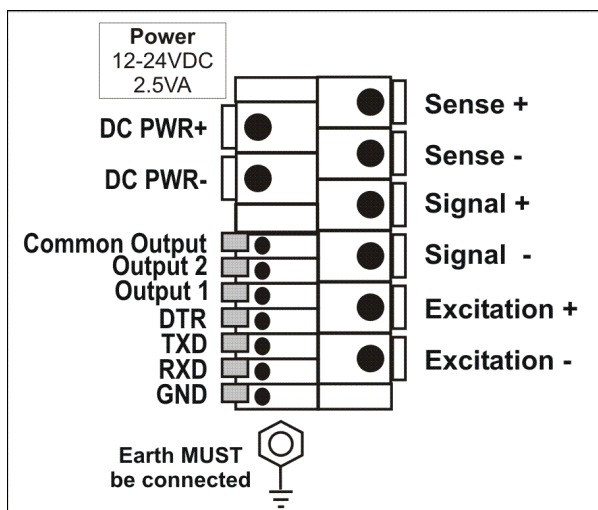 Power
12-24VDC
2.5VA
DC PWR+
DC PWR-
Common Output
Output 2
Output 1
DTR
TXD
RXD
GND
Sense +
Sense -
Signal +
Signal -
Excitation +
Excitation -
Earth MUST
be connected